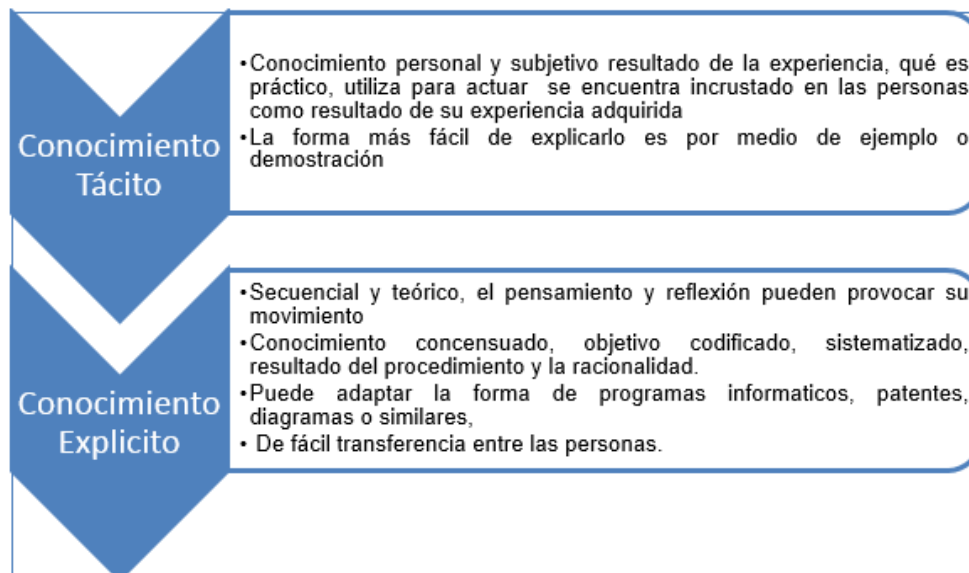 Conocimiento
Tácito
•Conocimiento personal y subjetivo resultado de la experiencia, qué es
práctico, utiliza para actuar se encuentra incrustado en las personas
como resultado de su experiencia adquirida
•La forma más fácil de explicarlo es por medio de ejemplo o
demostración
Conocimiento
Explicito
•Secuencial y teórico, el pensamiento y reflexión pueden provocar su
movimiento
•Conocimiento concensuado, objetivo codificado, sistematizado,
resultado del procedimiento y la racionalidad.
•Puede adaptar la forma de programas informaticos, patentes,
diagramas o similares,
• De fácil transferencia entre las personas.